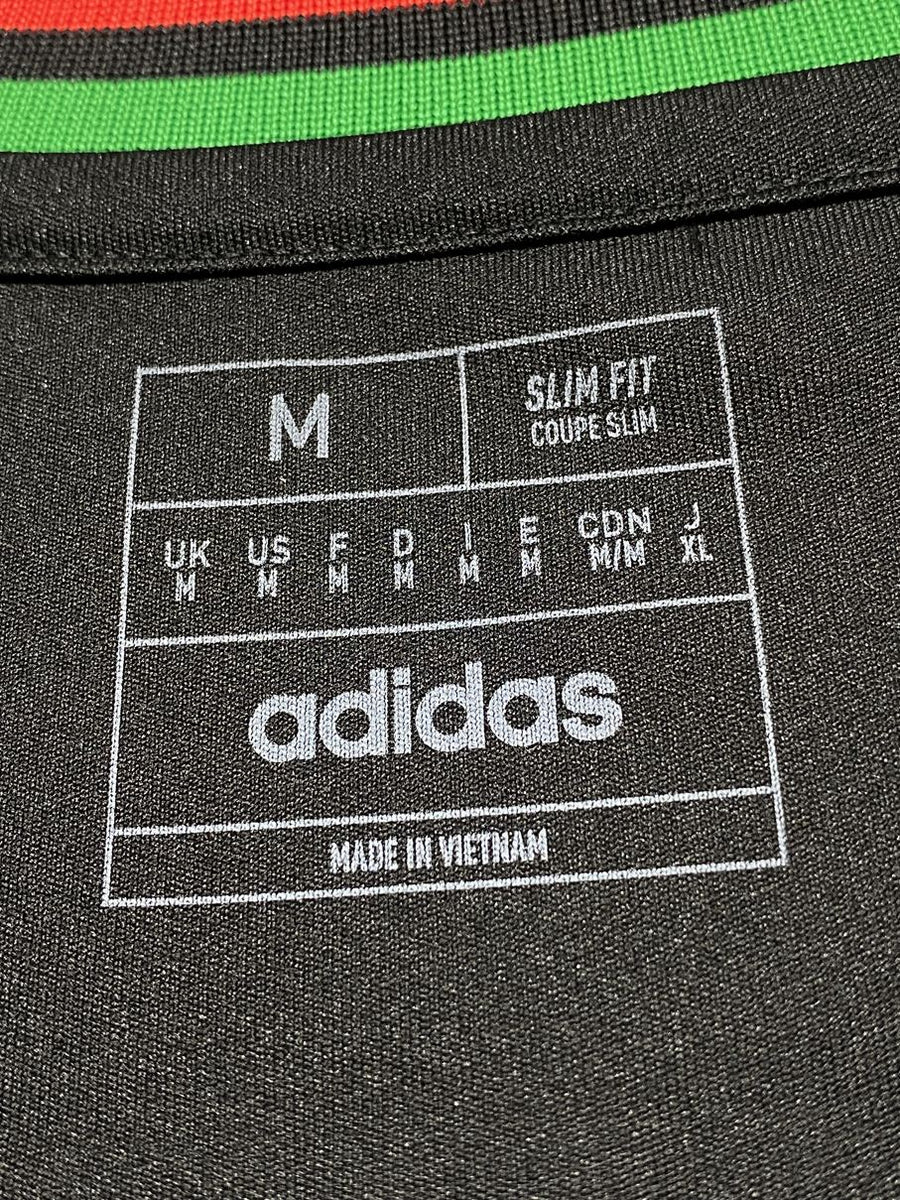 M
SLIM FIT
COUPE SLIM
UK US F D I E CDN J
M M M M M M M/M XL
adidas
MADE IN VIETNAM